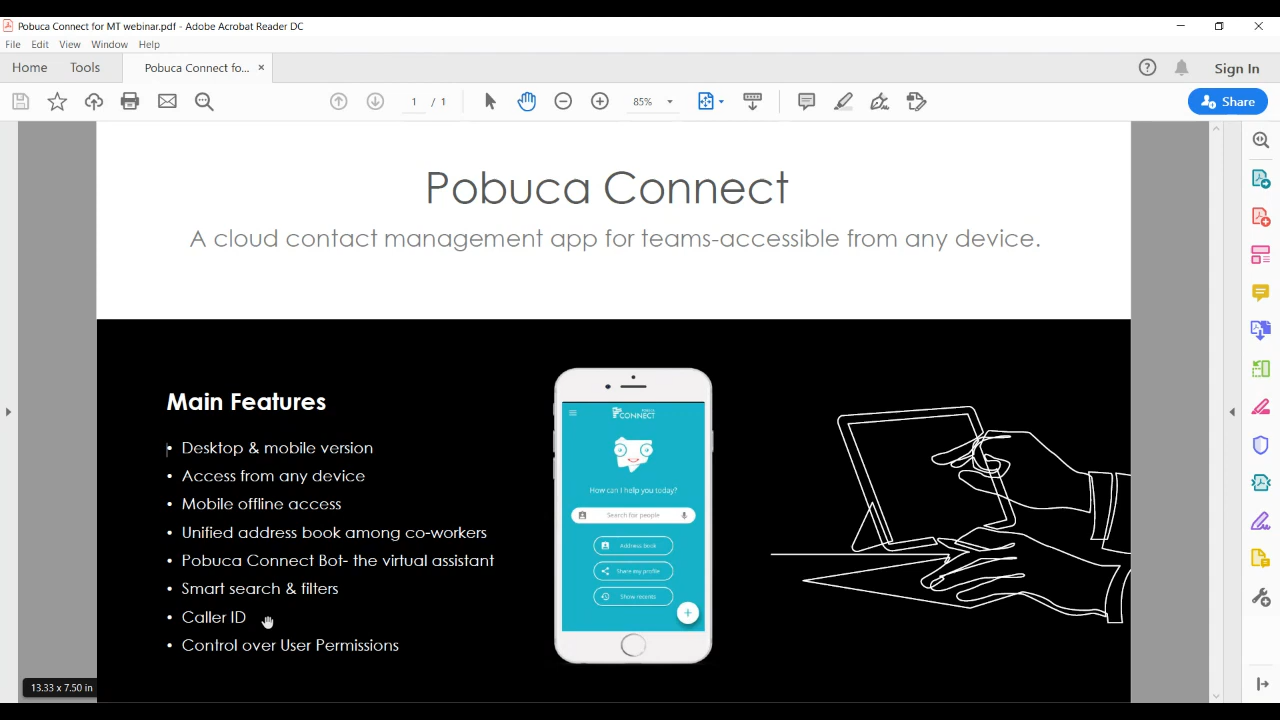 Pobuca Connect for MT webinar.pdf - Adobe Acrobat Reader DC
File Edit View Window Help
Home Tools Pobuca Connect fo... ×
Sign In
1 / 1
85%
Share
Pobuca Connect
A cloud contact management app for teams-accessible from any device.
Main Features
• Desktop & mobile version
• Access from any device
• Mobile offline access
• Unified address book among co-workers
• Pobuca Connect Bot- the virtual assistant
• Smart search & filters
• Caller ID
• Control over User Permissions
CONNECT
How can I help you today?
Search for people
Address book
Share my profile
Show recents
13.33 x 7.50 in